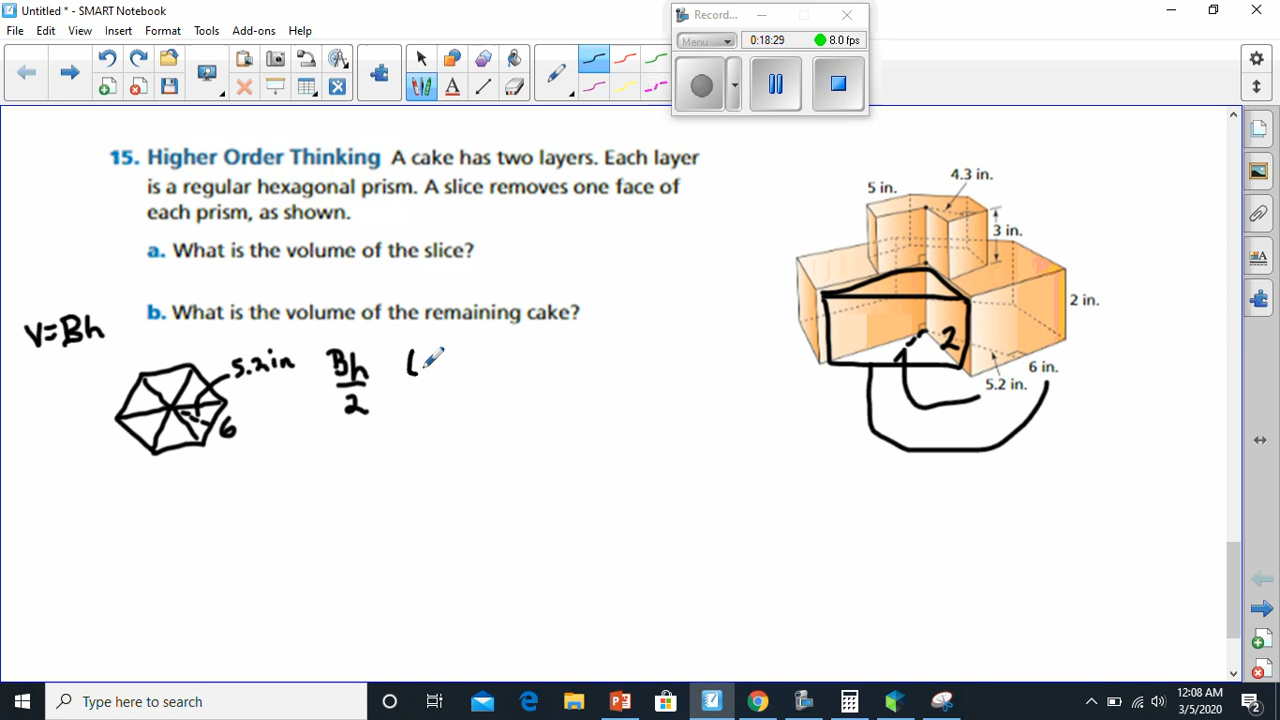 Untitled * - SMART Notebook
File Edit View Insert Format Tools Add-ons Help
Record...
Menu
0:18:29
8.0 fps
15. Higher Order Thinking A cake has two layers. Each layer
is a regular hexagonal prism. A slice removes one face of
each prism, as shown.
a. What is the volume of the slice?
b. What is the volume of the remaining cake?
5 in.
4.3 in.
3 in.
2 in.
6 in.
5.2 in.
2
V=Bh
5.2in
6
Bh
2
(
Type here to search
12:08 AM
3/5/2020
2